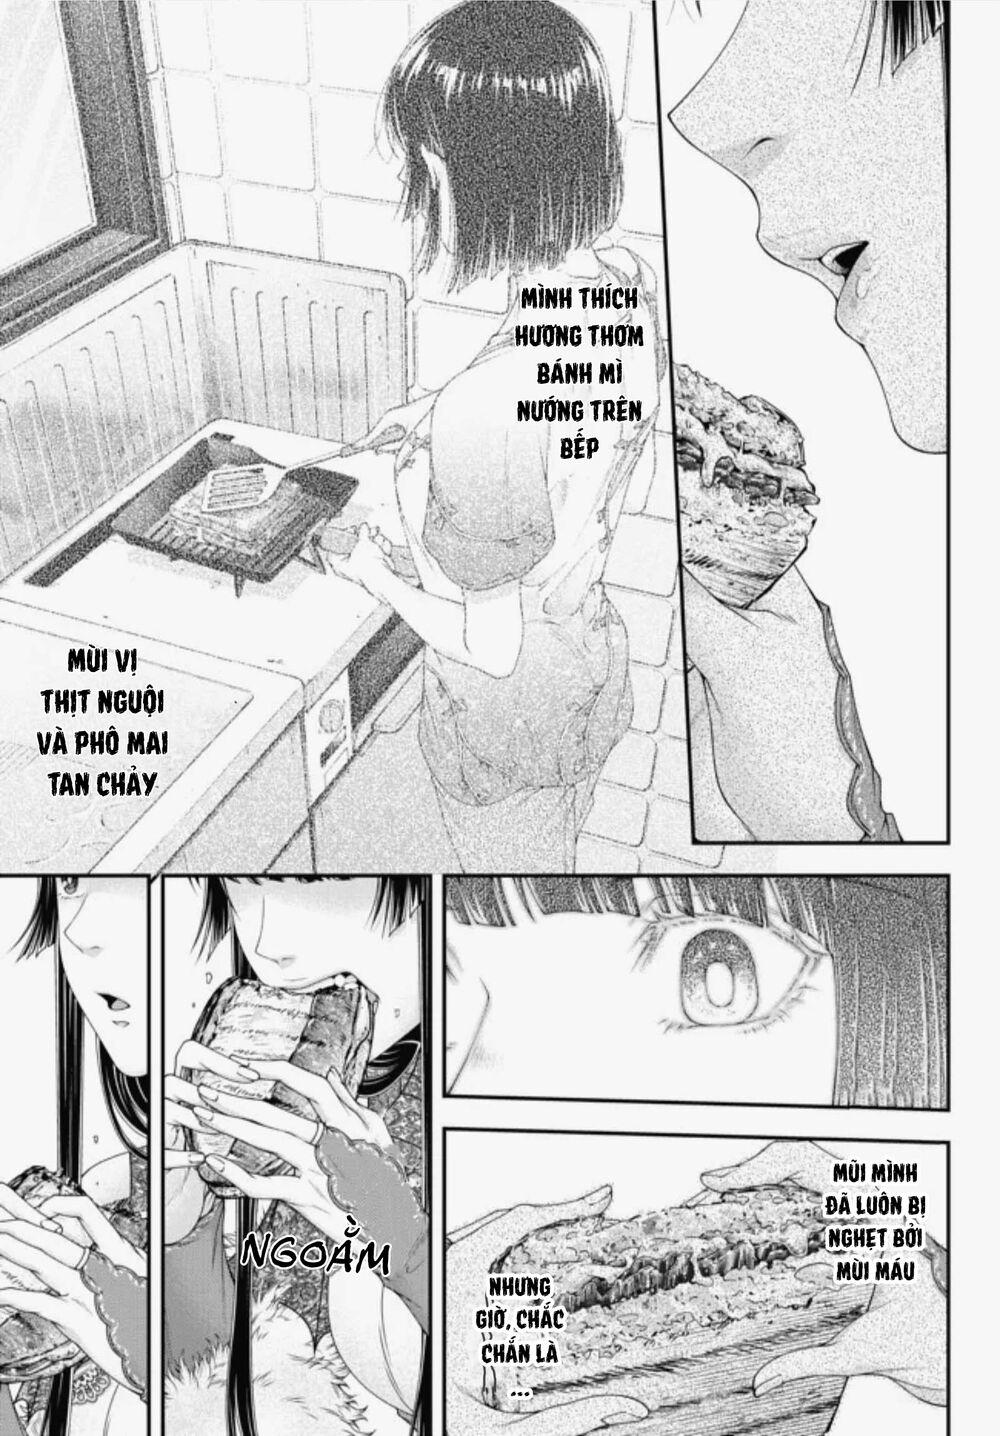 MÌNH THÍCH
HƯƠNG THƠM
BÁNH MÌ
NƯỚNG TRÊN
BẾP
MÙI VỊ
THỊT NGUỘI
VÀ PHÔ MAI
TAN CHẢY
MŨI MÌNH
ĐÃ LUÔN BỊ
NGHẸT BỞI
MÙI MÁU
NHƯNG
GIỜ, CHẮC
CHẮN LÀ
...
NGOẰM